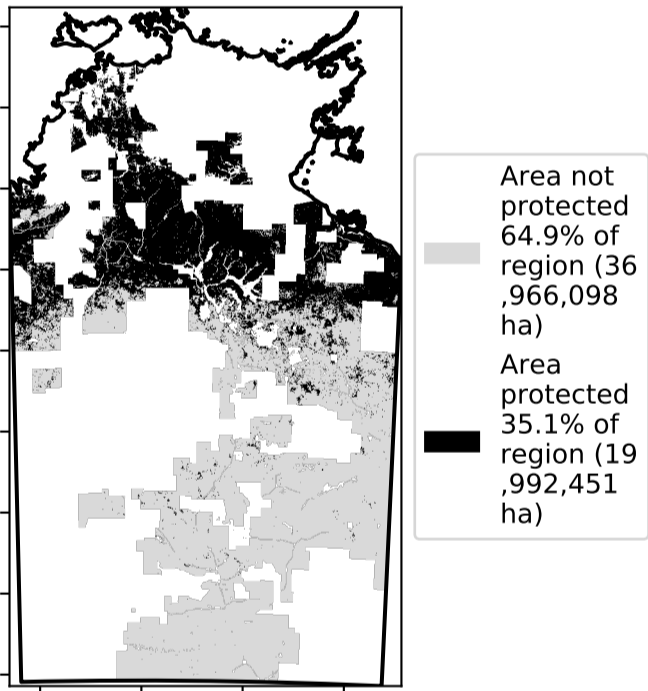 Area not
protected
64.9% of
region (36
,966,098
ha)
Area
protected
35.1% of
region (19
,992,451
ha)